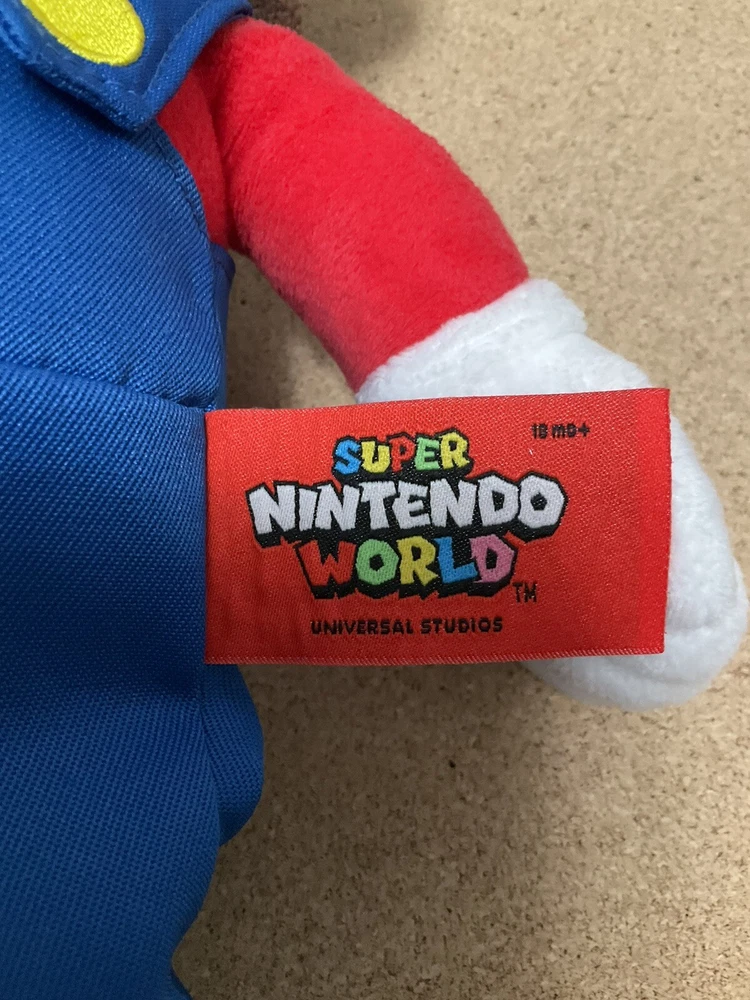 18 mo+
SUPER
NINTENDO
WORLD
TM
UNIVERSAL STUDIOS